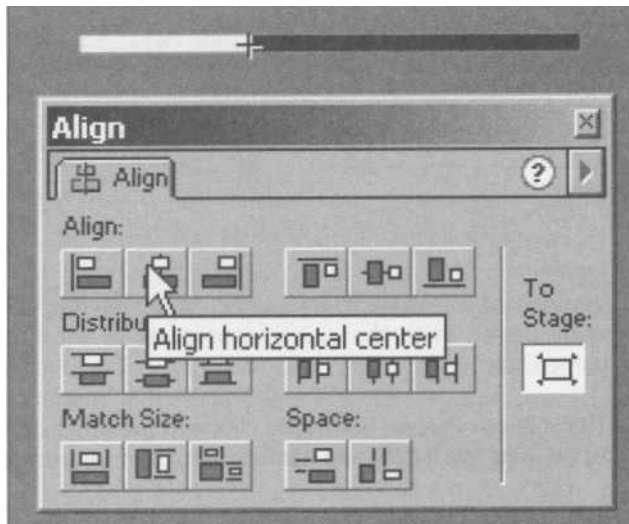 Align
Align
?
Align:
To
Stage:
Distribu
Align horizontal center
Match Size:
Space: